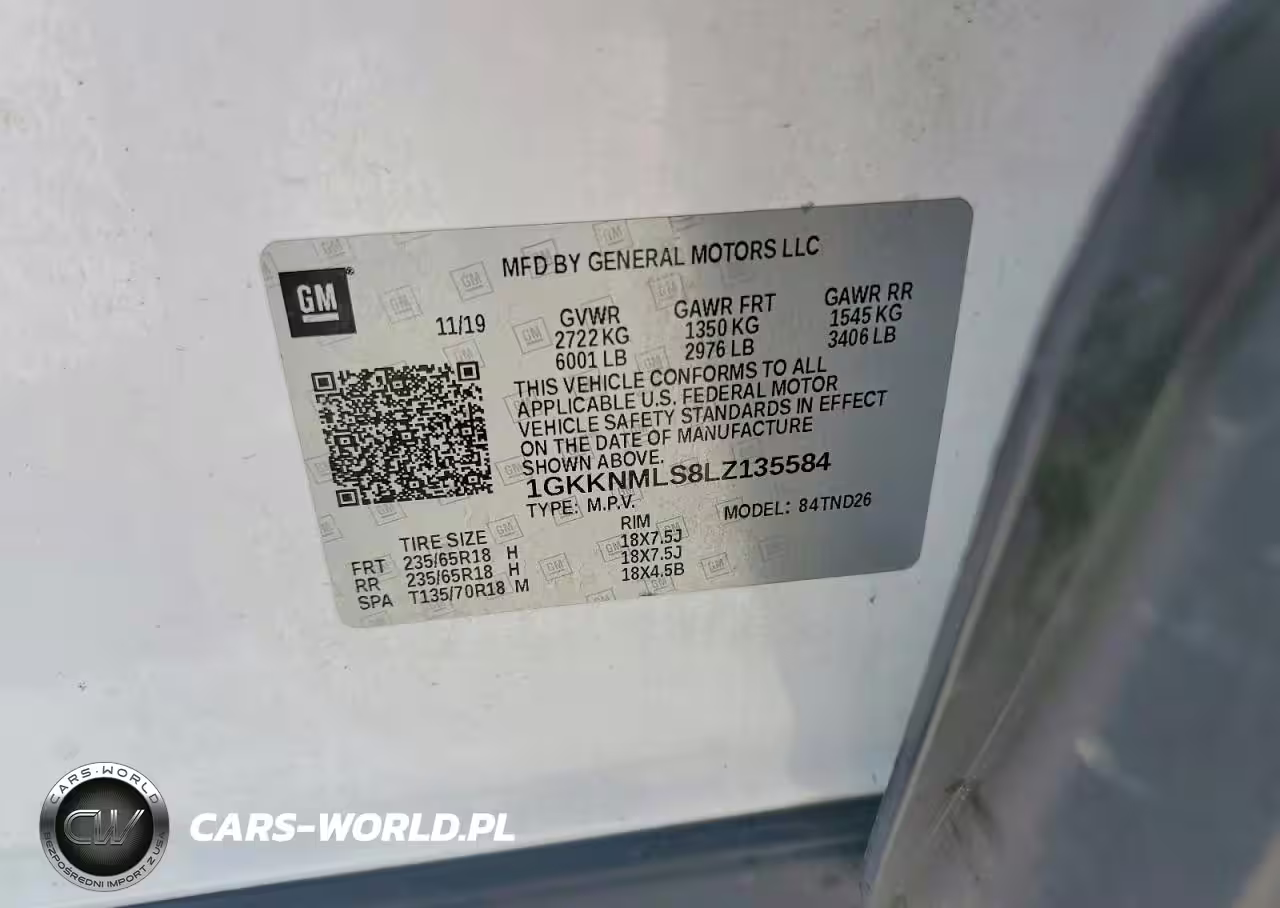 MFD BY GENERAL MOTORS LLC
GM
11/19
GVWR GAWR FRT GAWR RR
2722 KG 1350 KG 1545 KG
6001 LB 2976 LB 3406 LB
THIS VEHICLE CONFORMS TO ALL
APPLICABLE U.S. FEDERAL MOTOR
VEHICLE SAFETY STANDARDS IN EFFECT
ON THE DATE OF MANUFACTURE
SHOWN ABOVE.
1GKKNMLS8LZ135584
TYPE: M.P.V. MODEL: 84TND26
TIRE SIZE RIM
FRT 235/65R18 H 18X7.5J
RR 235/65R18 H 18X7.5J
SPA T135/70R18 M 18X4.5B
CARS-WORLD
CW
BEZPOŚREDNI IMPORT Z USA
CARS-WORLD.PL